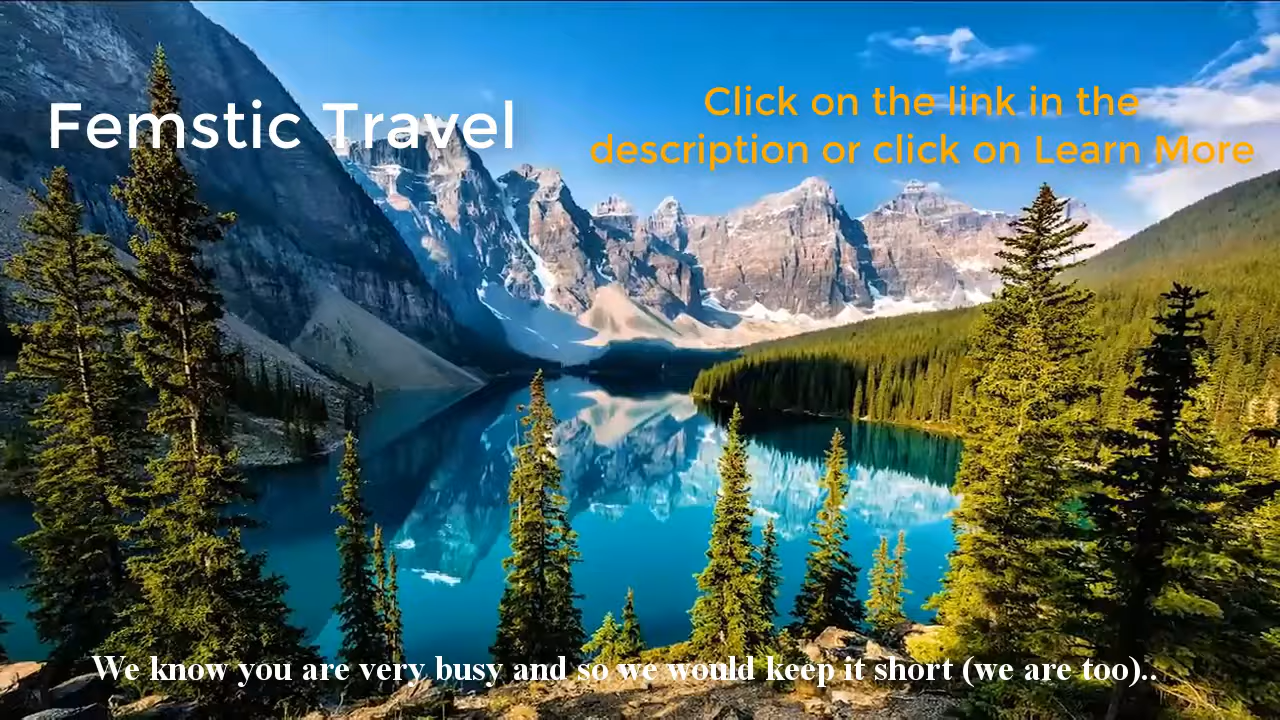 Femstic Travel
Click on the link in the
description or click on Learn More
We know you are very busy and so we would keep it short (we are too)..